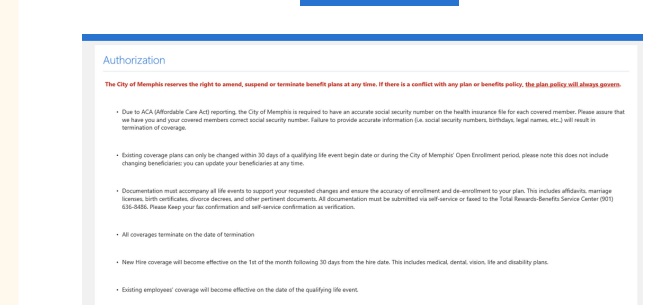 Authorization
The City of Memphis reserves the right to amend, suspend or terminate benefit plans at any time. If there is a conflict with any plan or benefits policy, the plan policy will always govern.
• Due to ACA (Affordable Care Act) reporting, the City of Memphis is required to have an accurate social security number on the health insurance file for each covered member. Please assure that
we have you and your covered members correct social security number. Failure to provide accurate information (i.e. social security numbers, birthdays, legal names, etc.,) will result in
termination of coverage.
• Existing coverage plans can only be changed within 30 days of a qualifying life event begin date or during the City of Memphis' Open Enrollment period, please note this does not include
changing beneficiaries; you can update your beneficiaries at any time.
• Documentation must accompany all life events to support your requested changes and ensure the accuracy of enrollment and de-enrollment to your plan. This includes affidavits, marriage
licenses, birth certificates, divorce decrees, and other pertinent documents. All documentation must be submitted via self-service or faxed to the Total Rewards-Benefits Service Center (901)
636-8486. Please Keep your fax confirmation and self-service confirmation as verification.
• All coverages terminate on the date of termination
• New Hire coverage will become effective on the 1st of the month following 30 days from the hire date. This includes medical, dental, vision, life and disability plans.
• Existing employees' coverage will become effective on the date of the qualifying life event.